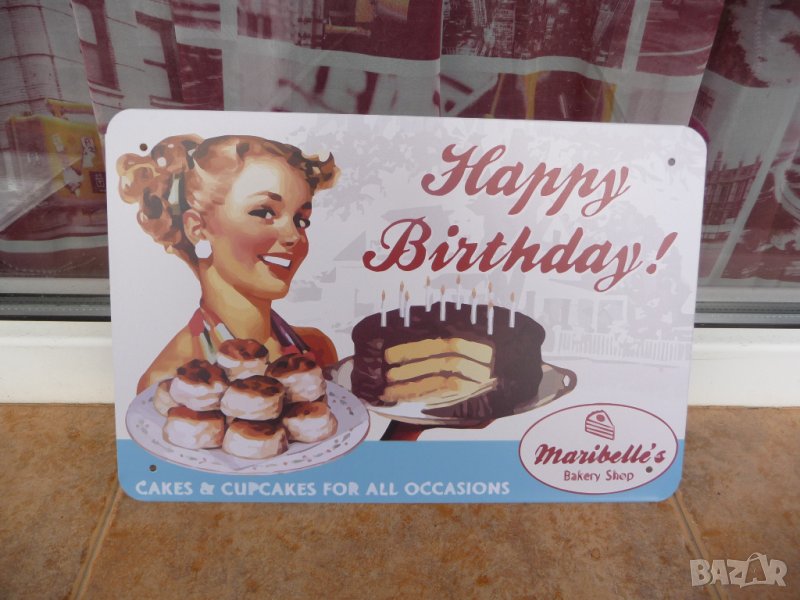 Happy
Birthday!
Maribelle's
Bakery Shop
CAKES & CUPCAKES FOR ALL OCCASIONS
BAZAR